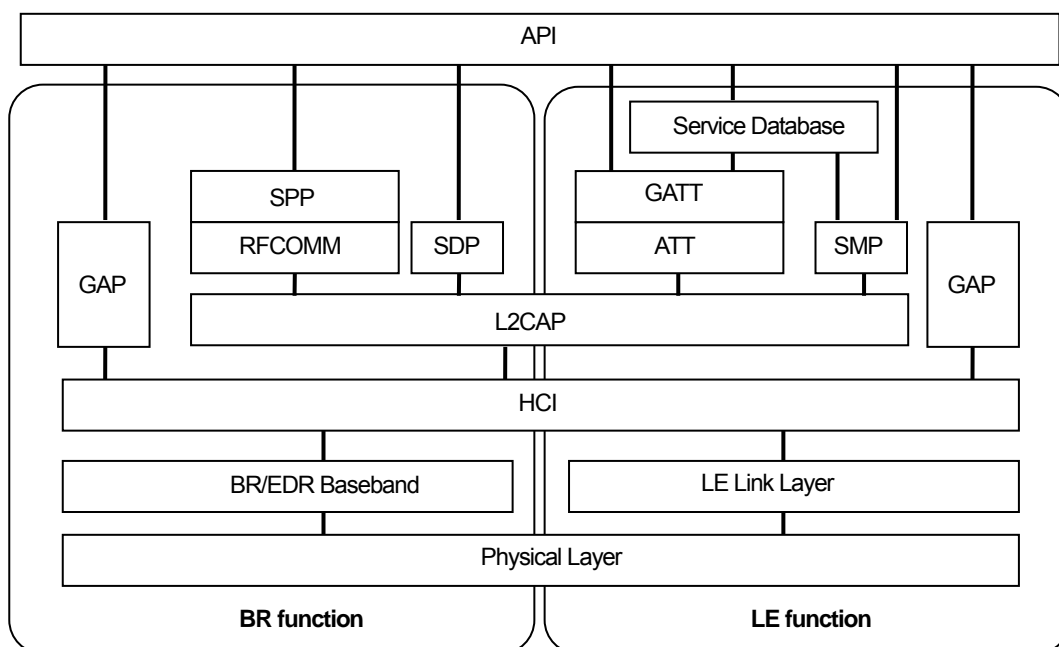 API
Service Database
SPP
GATT
RFCOMM
SDP
ATT
SMP
GAP
GAP
L2CAP
HCI
BR/EDR Baseband
LE Link Layer
Physical Layer
BR function
LE function